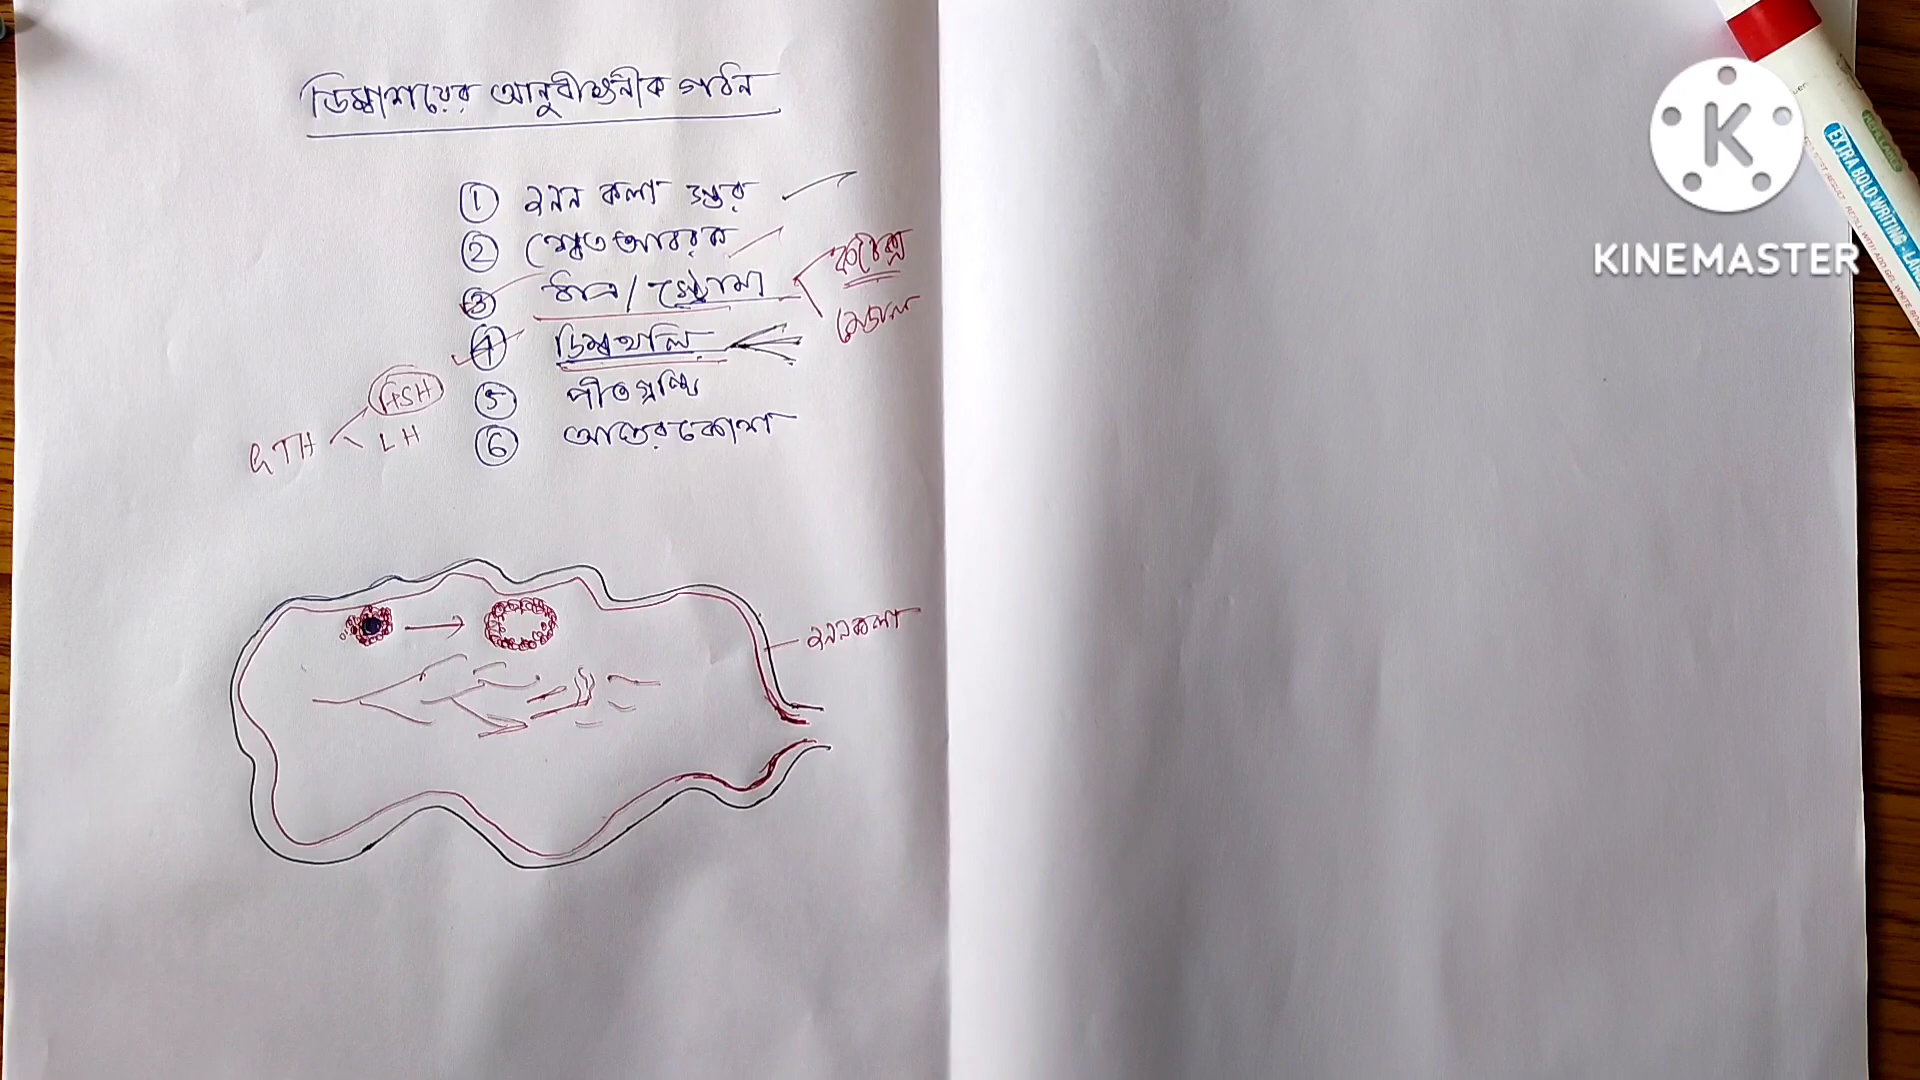 ডিম্বাশয়ের আনুবীক্ষনীক গঠন
① জনন কলা স্তর
② শ্বেত আবরক
③ ধাত্র / স্ট্রোমা
কর্টেক্স
④ ডিম্বথলি
⑤ পীতগ্রন্থি
⑥ আন্তরকোশ
GTH
FSH
LH
জননকলা
KINEMASTER
EXTRA BOLD WRITING